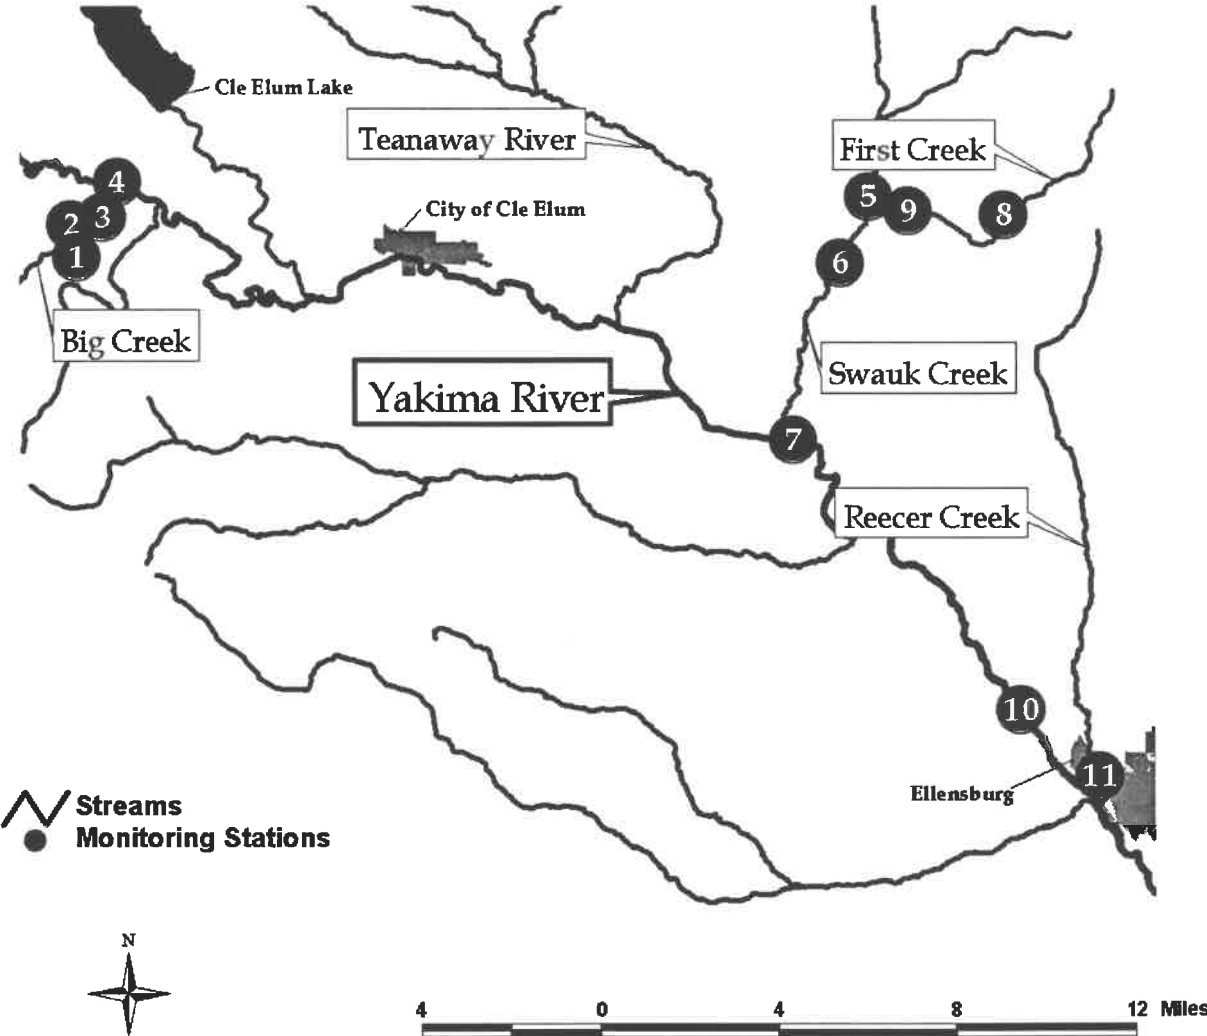 Cle Elum Lake
Teanaway River
First Creek
4
5
9
8
2
3
City of Cle Elum
1
6
Big Creek
Swauk Creek
Yakima River
7
Reecer Creek
10
11
Ellensburg
Streams
Monitoring Stations
N
4 0 4 8 12 Miles